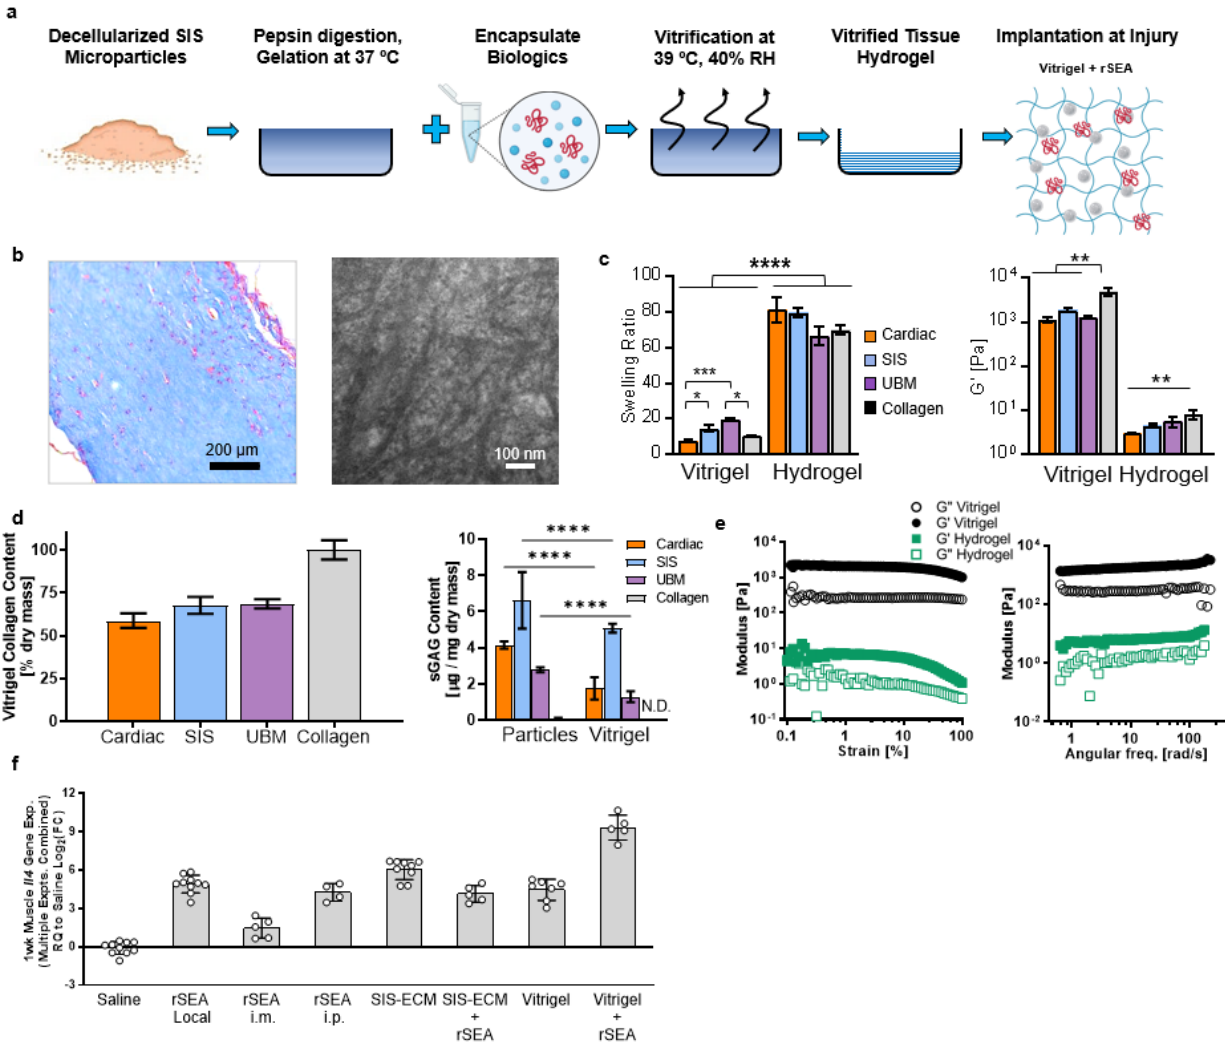 a
Decellularized SIS
Microparticles
Pepsin digestion,
Gelation at 37 ºC
Encapsulate
Biologics
Vitrification at
39 ºC, 40% RH
Vitrified Tissue
Hydrogel
Implantation at Injury
Vitrigel + rSEA
b
200 µm
100 nm
c
Swelling Ratio
100
80
60
40
20
0
****
***
*
*
Vitrigel
Hydrogel
Cardiac
SIS
UBM
Collagen
G' [Pa]
10⁴
10³
10²
10¹
10⁰
**
**
Vitrigel
Hydrogel
d
Vitrigel Collagen Content
[% dry mass]
100
75
50
25
0
Cardiac
SIS
UBM
Collagen
sGAG Content
[µg / mg dry mass]
10
8
6
4
2
0
****
****
****
Cardiac
SIS
UBM
Collagen
N.D.
Particles
Vitrigel
e
G'' Vitrigel
G' Vitrigel
G' Hydrogel
G'' Hydrogel
Modulus [Pa]
10⁴
10³
10²
10¹
10⁰
10⁻¹
0.1
1
10
100
Strain [%]
Modulus [Pa]
10⁴
10²
10⁰
10⁻²
1
10
100
Angular freq. [rad/s]
f
1wk Muscle Il4 Gene Exp.
(Multiple Expts. Combined)
RQ to Saline Log₂(FC)
12
9
6
3
0
-3
Saline
rSEA
Local
rSEA
i.m.
rSEA
i.p.
SIS-ECM
SIS-ECM
+
rSEA
Vitrigel
Vitrigel
+
rSEA